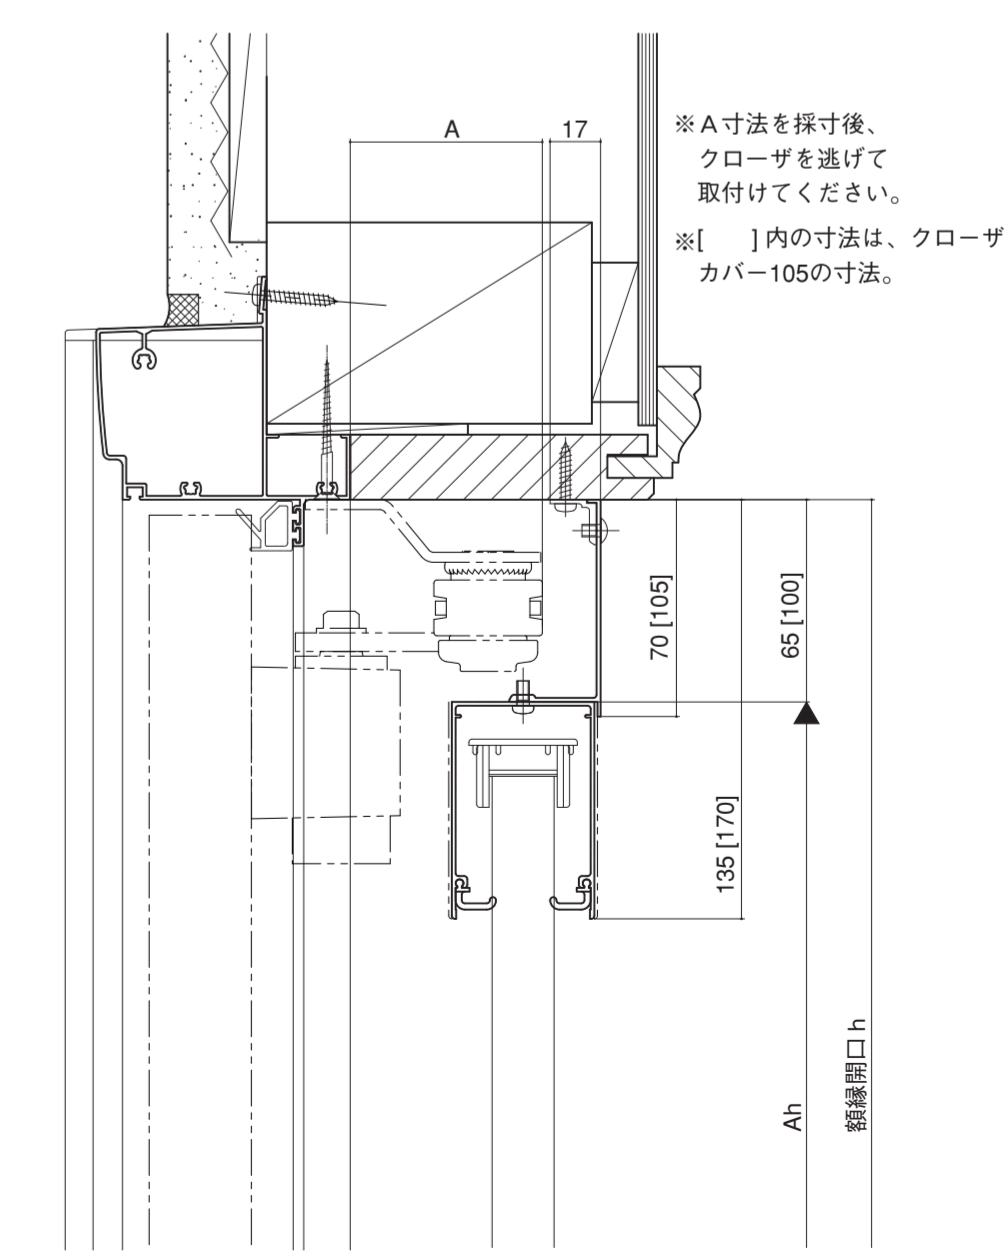 A
17
※A寸法を採寸後、
クローザを逃げて
取付けてください。
※[　　]内の寸法は、クローザ
カバー105の寸法。
70 [105]
65 [100]
135 [170]
Ah
額縁開口 h